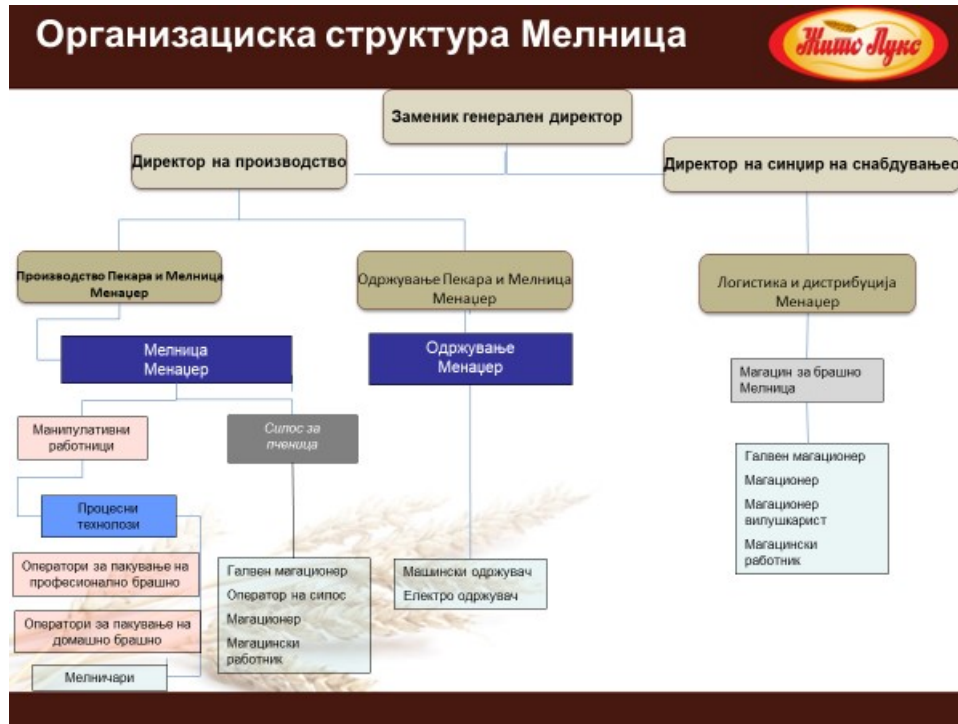 Организациска структура Мелница
Жито Лукс
Заменик генерален директор
Директор на производство
Директор на синџир на снабдувањео
Производство Пекара и Мелница
Менаџер
Одржување Пекара и Мелница
Менаџер
Логистика и дистрибуција
Менаџер
Мелница
Менаџер
Одржување
Менаџер
Магацин за брашно
Мелница
Манипулативни
работници
Силос за
пченица
Галвен магационер
Магационер
Магационер
вилушкарист
Магацински
работник
Процесни
технолози
Оператори за пакување на
професионално брашно
Галвен магационер
Оператор на силос
Магационер
Магацински
работник
Машински одржувач
Електро одржувач
Оператори за пакување на
домашно брашно
Мелничари